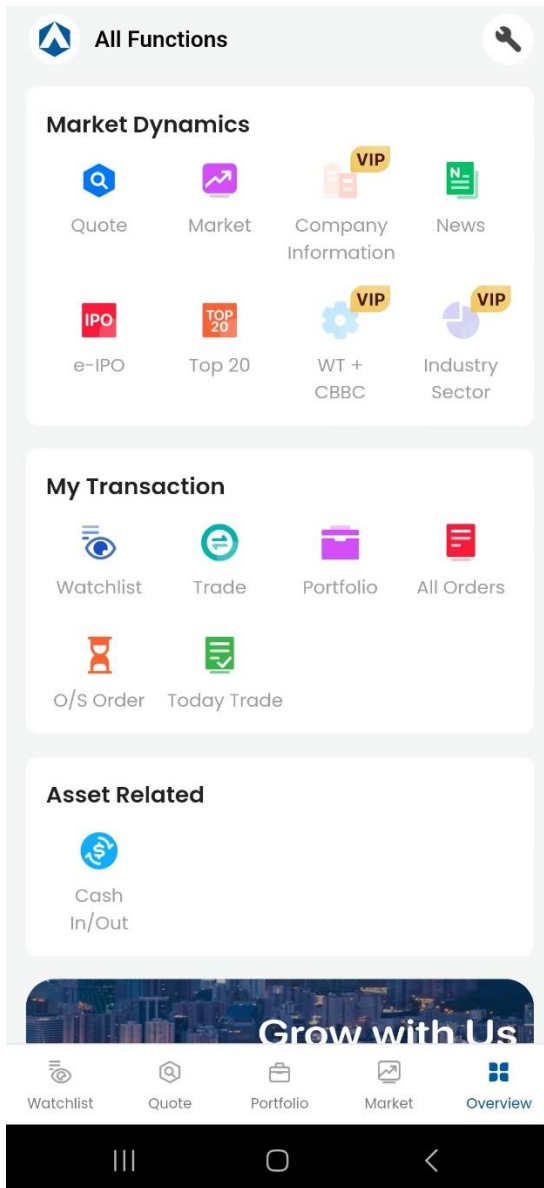 All Functions
Market Dynamics
VIP
N
Quote
Market
Company
Information
News
VIP
VIP
IPO
TOP
20
e-IPO
Top 20
WT +
CBBC
Industry
Sector
My Transaction
Watchlist
Trade
Portfolio
All Orders
O/S Order
Today Trade
Asset Related
$
Cash
In/Out
Grow with Us
Watchlist
Quote
Portfolio
Market
Overview